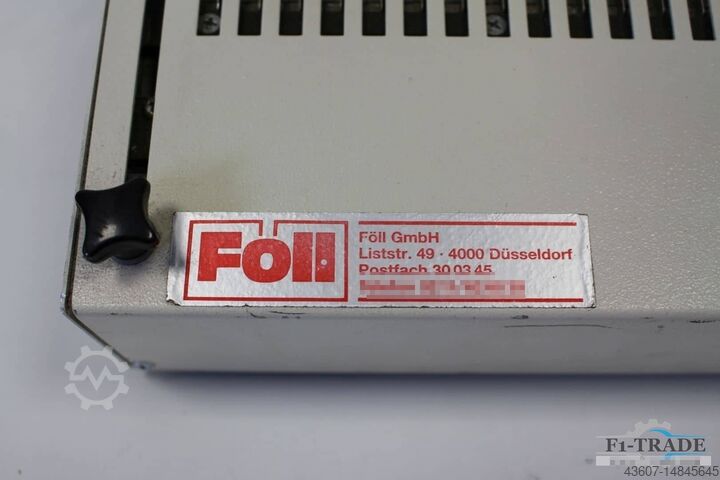 Föll
Föll GmbH
Liststr. 49 · 4000 Düsseldorf
Postfach 30 03 45
F1-TRADE
43607-14845645